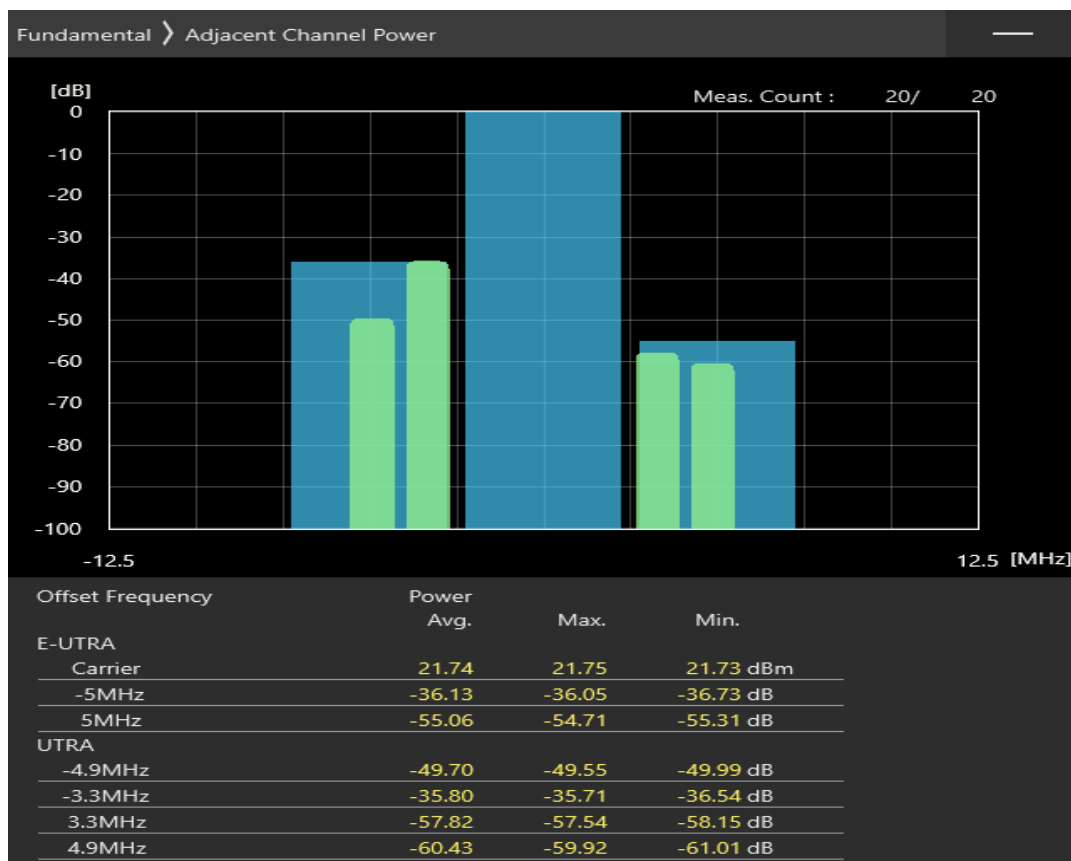 Fundamental 〉 Adjacent Channel Power
[dB]
Meas. Count : 20/ 20
0
-10
-20
-30
-40
-50
-60
-70
-80
-90
-100
-12.5 12.5 [MHz]
Offset Frequency Power
Avg. Max. Min.
E-UTRA
Carrier 21.74 21.75 21.73 dBm
-5MHz -36.13 -36.05 -36.73 dB
5MHz -55.06 -54.71 -55.31 dB
UTRA
-4.9MHz -49.70 -49.55 -49.99 dB
-3.3MHz -35.80 -35.71 -36.54 dB
3.3MHz -57.82 -57.54 -58.15 dB
4.9MHz -60.43 -59.92 -61.01 dB